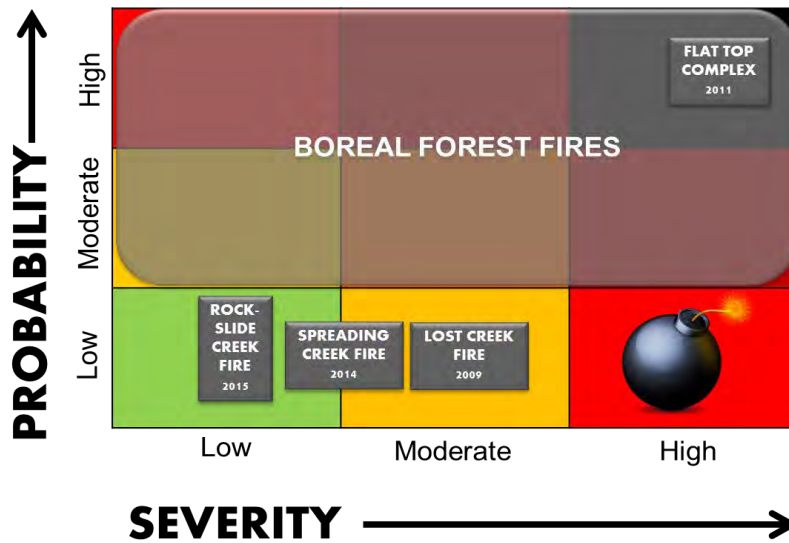 PROBABILITY
High
Moderate
Low
FLAT TOP
COMPLEX
2011
BOREAL FOREST FIRES
ROCK-
SLIDE
CREEK
FIRE
2015
SPREADING
CREEK FIRE
2014
LOST CREEK
FIRE
2009
Low
Moderate
High
SEVERITY